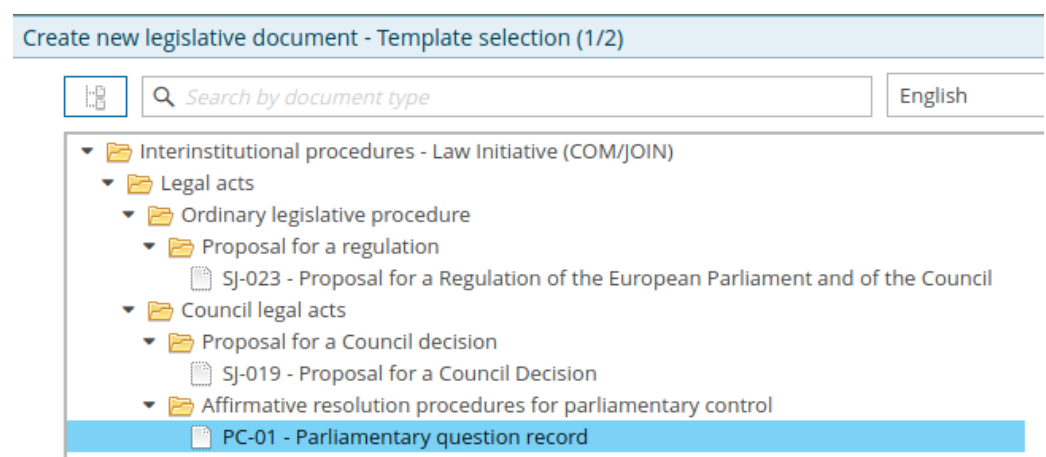 Create new legislative document - Template selection (1/2)
Search by document type
English
Interinstitutional procedures - Law Initiative (COM/JOIN)
Legal acts
Ordinary legislative procedure
Proposal for a regulation
SJ-023 - Proposal for a Regulation of the European Parliament and of the Council
Council legal acts
Proposal for a Council decision
SJ-019 - Proposal for a Council Decision
Affirmative resolution procedures for parliamentary control
PC-01 - Parliamentary question record